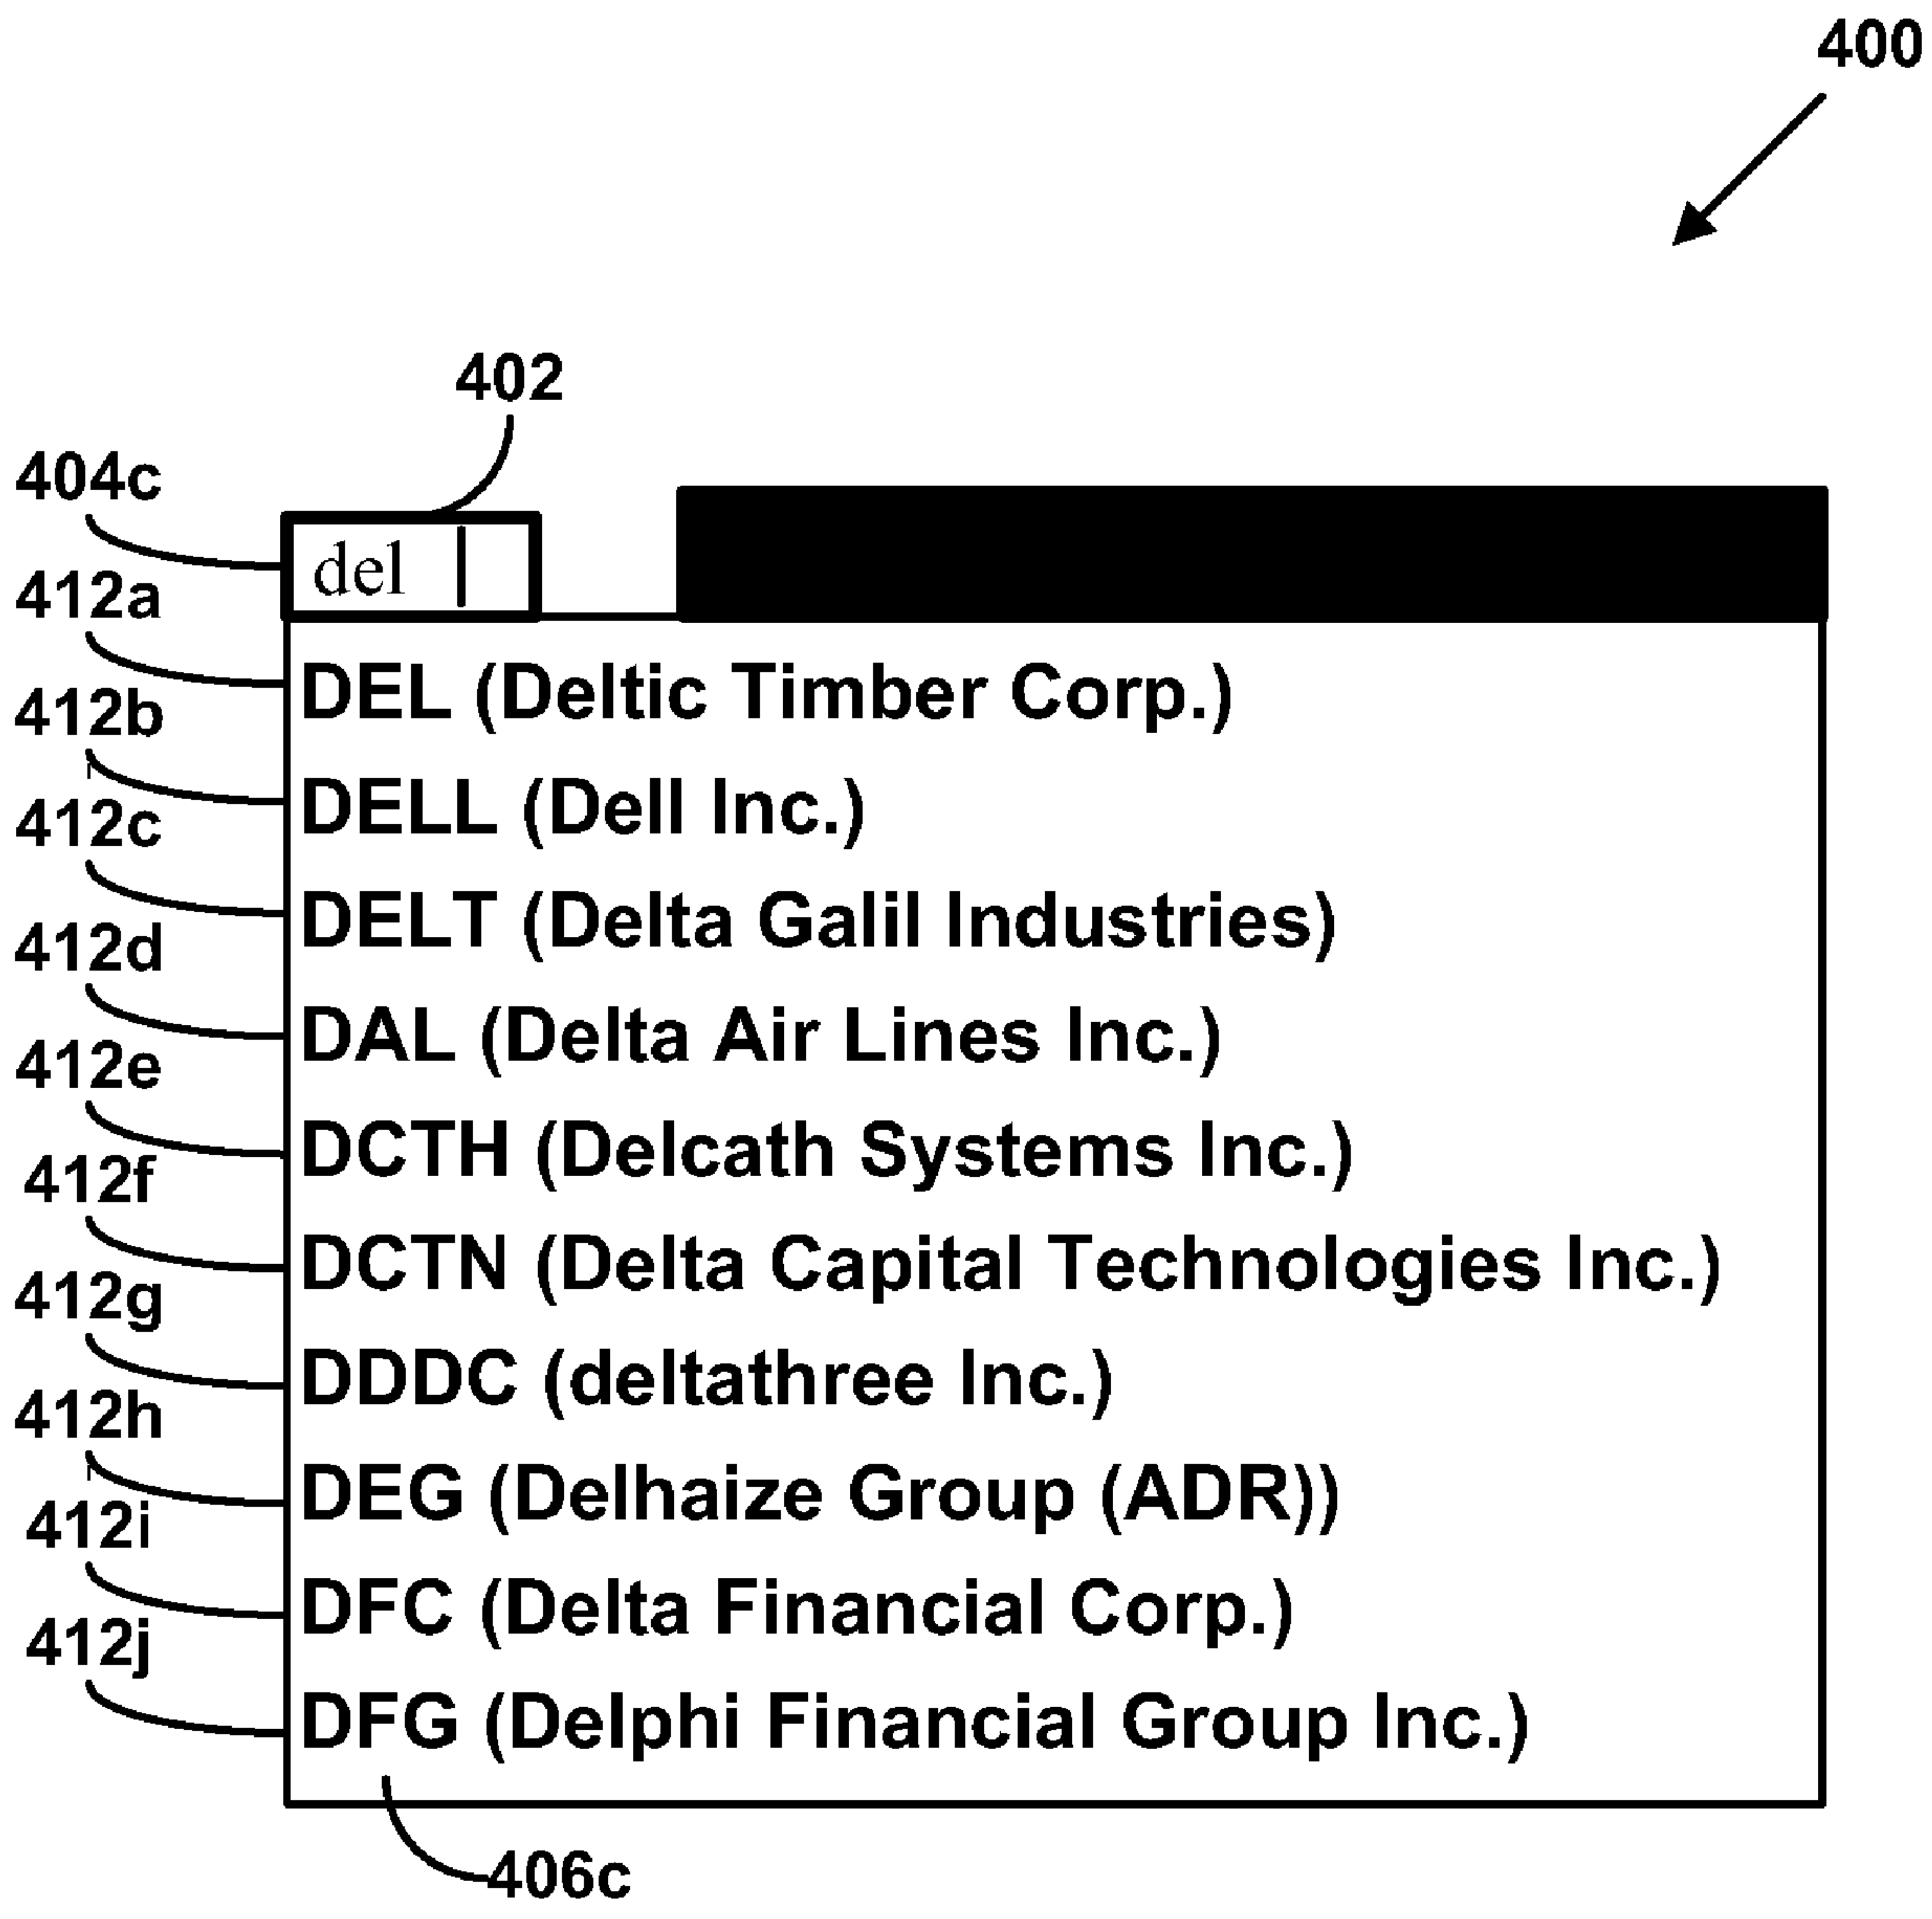 400
402
404c
del
412a
DEL (Deltic Timber Corp.)
412b
DELL (Dell Inc.)
412c
DELT (Delta Galil Industries)
412d
DAL (Delta Air Lines Inc.)
412e
DCTH (Delcath Systems Inc.)
412f
DCTN (Delta Capital Technologies Inc.)
412g
DDDC (deltathree Inc.)
412h
DEG (Delhaize Group (ADR))
412i
DFC (Delta Financial Corp.)
412j
DFG (Delphi Financial Group Inc.)
406c